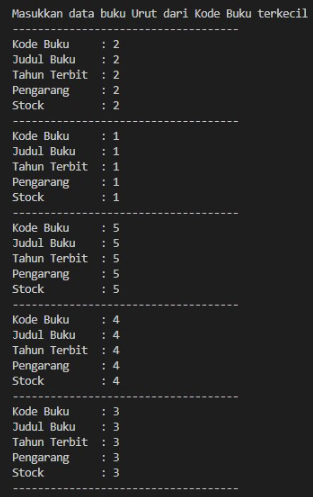 Masukkan data buku Urut dari Kode Buku terkecil
-----------------------------------
Kode Buku : 2
Judul Buku : 2
Tahun Terbit : 2
Pengarang : 2
Stock : 2
-----------------------------------
Kode Buku : 1
Judul Buku : 1
Tahun Terbit : 1
Pengarang : 1
Stock : 1
-----------------------------------
Kode Buku : 5
Judul Buku : 5
Tahun Terbit : 5
Pengarang : 5
Stock : 5
-----------------------------------
Kode Buku : 4
Judul Buku : 4
Tahun Terbit : 4
Pengarang : 4
Stock : 4
-----------------------------------
Kode Buku : 3
Judul Buku : 3
Tahun Terbit : 3
Pengarang : 3
Stock : 3
-----------------------------------